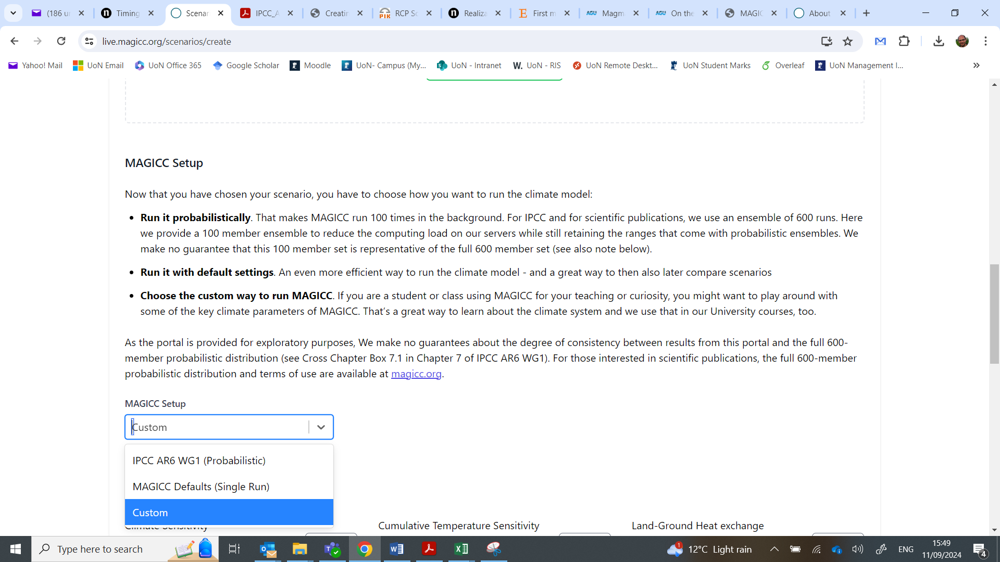 (186 u
Timing
Scenar
IPCC_A
Creatin
RCP Sc
Realiza
First m
AGU Magm
AGU On the
MAGIC
About
live.magicc.org/scenarios/create
Yahoo! Mail
UoN Email
UoN Office 365
Google Scholar
Moodle
UoN- Campus (My...
UoN - Intranet
W. UoN - RIS
UoN Remote Deskt...
UoN Student Marks
Overleaf
UoN Management I...
MAGICC Setup
Now that you have chosen your scenario, you have to choose how you want to run the climate model:
• Run it probabilistically. That makes MAGICC run 100 times in the background. For IPCC and for scientific publications, we use an ensemble of 600 runs. Here
we provide a 100 member ensemble to reduce the computing load on our servers while still retaining the ranges that come with probabilistic ensembles. We
make no guarantee that this 100 member set is representative of the full 600 member set (see also note below).
• Run it with default settings. An even more efficient way to run the climate model - and a great way to then also later compare scenarios
• Choose the custom way to run MAGICC. If you are a student or class using MAGICC for your teaching or curiosity, you might want to play around with
some of the key climate parameters of MAGICC. That's a great way to learn about the climate system and we use that in our University courses, too.
As the portal is provided for exploratory purposes, We make no guarantees about the degree of consistency between results from this portal and the full 600-
member probabilistic distribution (see Cross Chapter Box 7.1 in Chapter 7 of IPCC AR6 WG1). For those interested in scientific publications, the full 600-member
probabilistic distribution and terms of use are available at magicc.org.
MAGICC Setup
Custom
IPCC AR6 WG1 (Probabilistic)
MAGICC Defaults (Single Run)
Custom
Climate Sensitivity
Cumulative Temperature Sensitivity
Land-Ground Heat exchange
Type here to search
1
12°C Light rain
ENG
15:49
11/09/2024
4